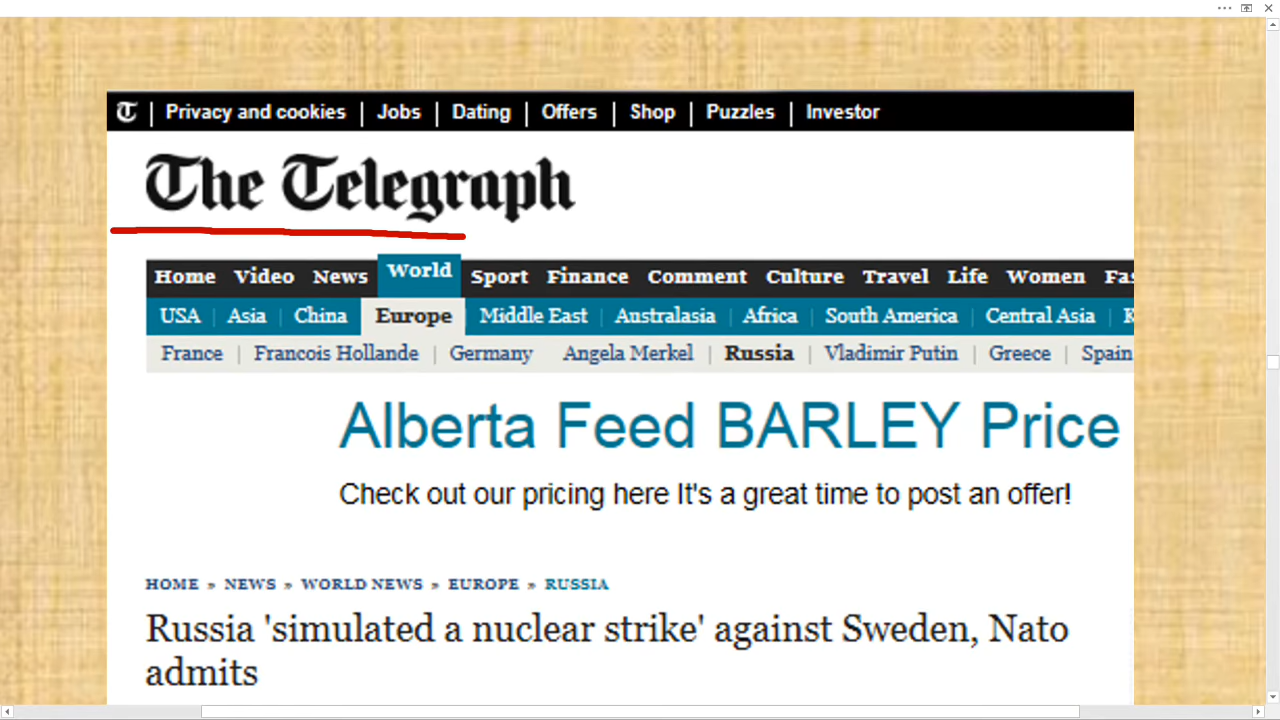 T | Privacy and cookies | Jobs | Dating | Offers | Shop | Puzzles | Investor
The Telegraph
Home Video News World Sport Finance Comment Culture Travel Life Women
USA | Asia | China | Europe | Middle East | Australasia | Africa | South America | Central Asia |
France | Francois Hollande | Germany Angela Merkel | Russia | Vladimir Putin | Greece | Spain
Alberta Feed BARLEY Price
Check out our pricing here It's a great time to post an offer!
HOME » NEWS » WORLD NEWS » EUROPE » RUSSIA
Russia 'simulated a nuclear strike' against Sweden, Nato
admits